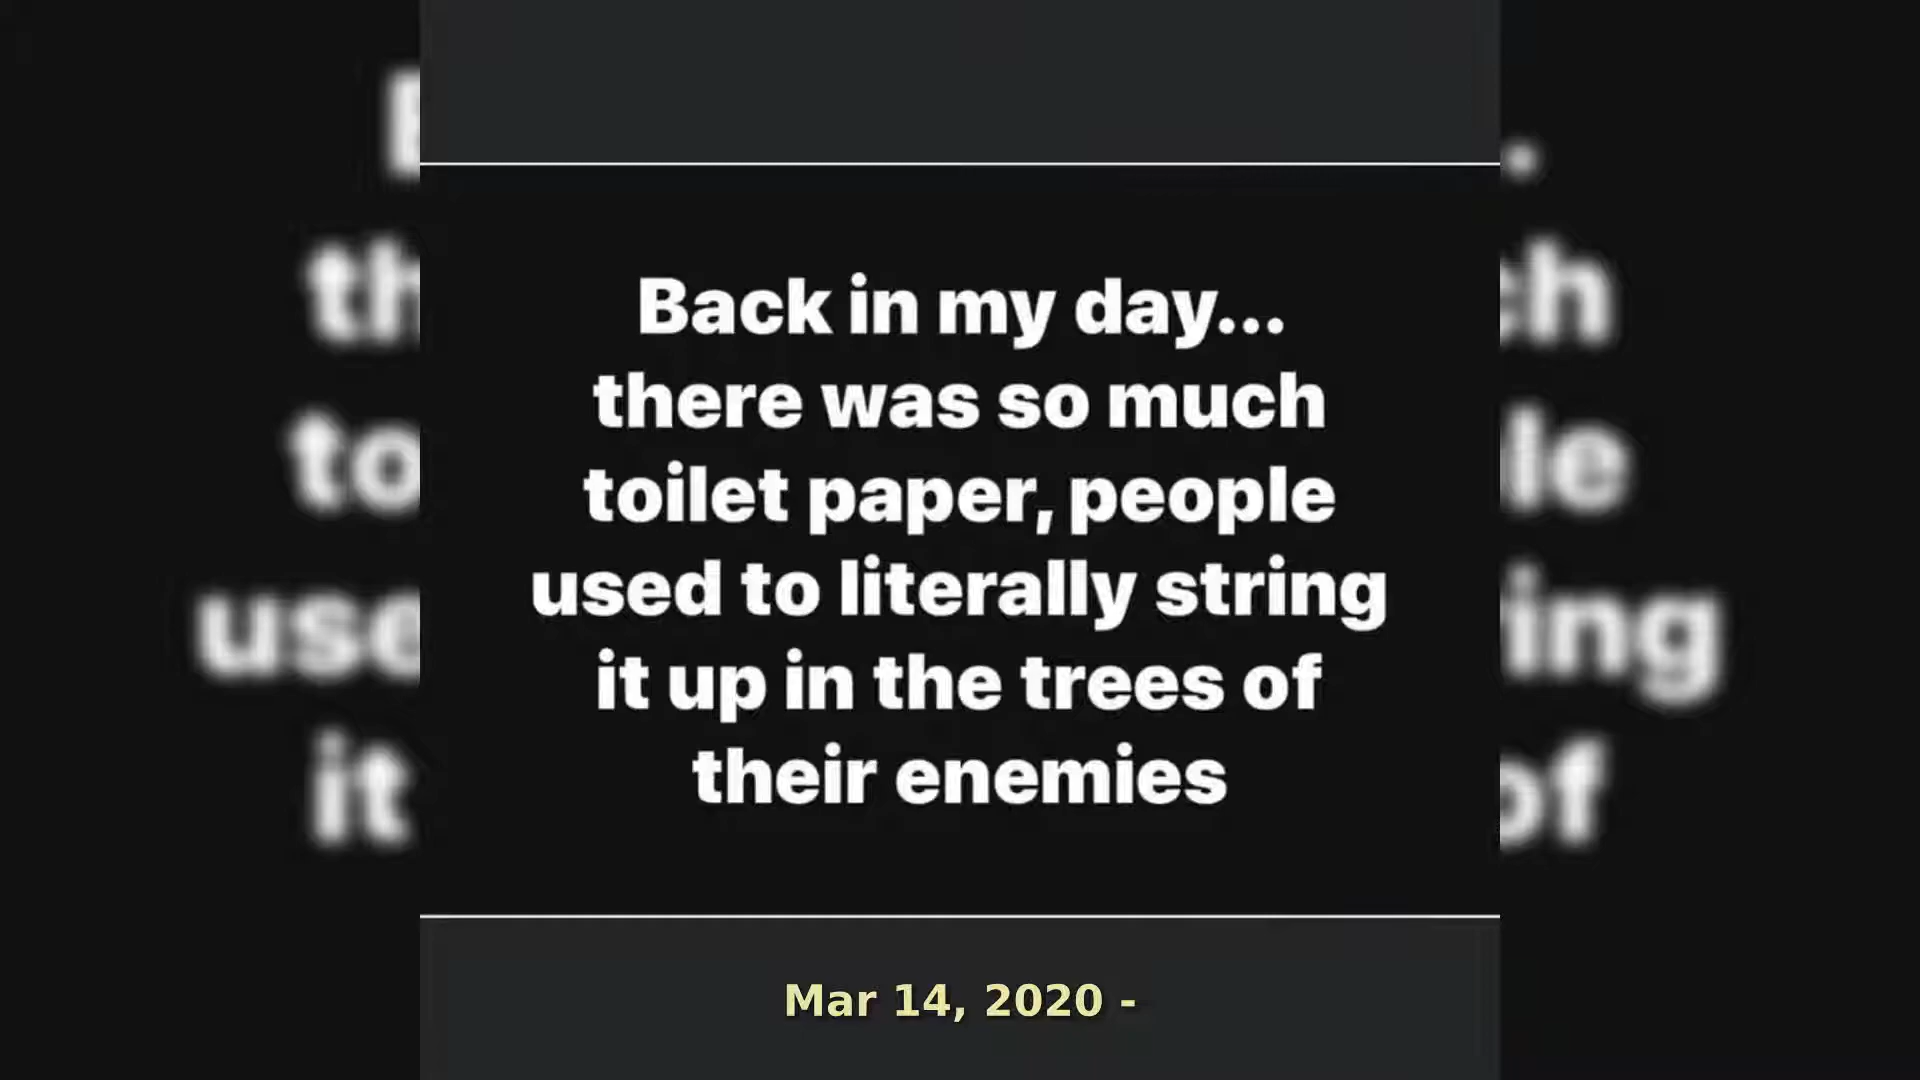 Back in my day...
there was so much
toilet paper, people
used to literally string
it up in the trees of
their enemies
Mar 14, 2020 -